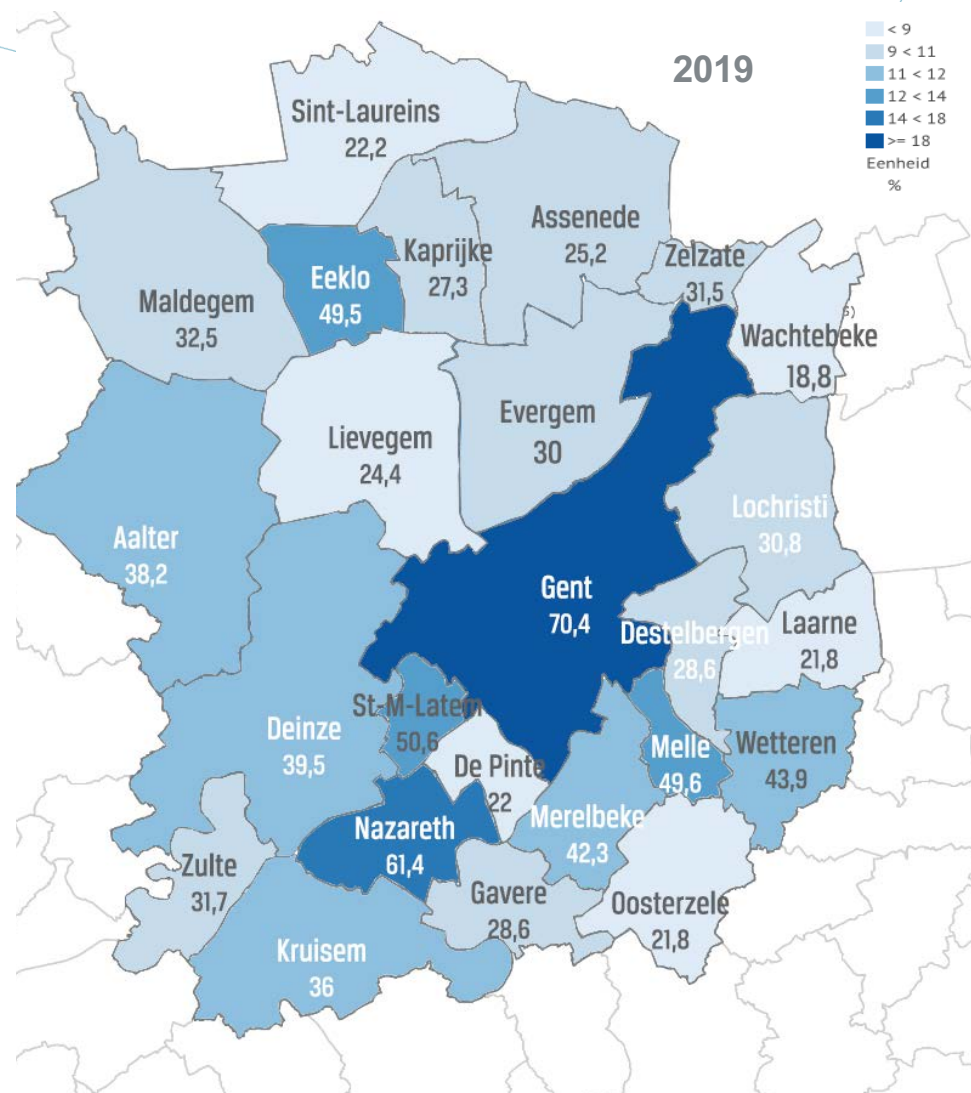 2019
< 9
9 < 11
11 < 12
12 < 14
14 < 18
>= 18
Eenheid
%
Sint-Laureins
22,2
Assenede
25,2
Kaprijke
27,3
Zelzate
31,5
Eeklo
49,5
Maldegem
32,5
s)
Wachtebeke
18,8
Evergem
30
Lievegem
24,4
Lochristi
30,8
Aalter
38,2
Gent
70,4
Destelbergen
28,6
Laarne
21,8
St-M-Latem
50,6
Deinze
39,5
Melle
49,6
Wetteren
43,9
De Pinte
22
Merelbeke
42,3
Nazareth
61,4
Zulte
31,7
Gavere
28,6
Oosterzele
21,8
Kruisem
36